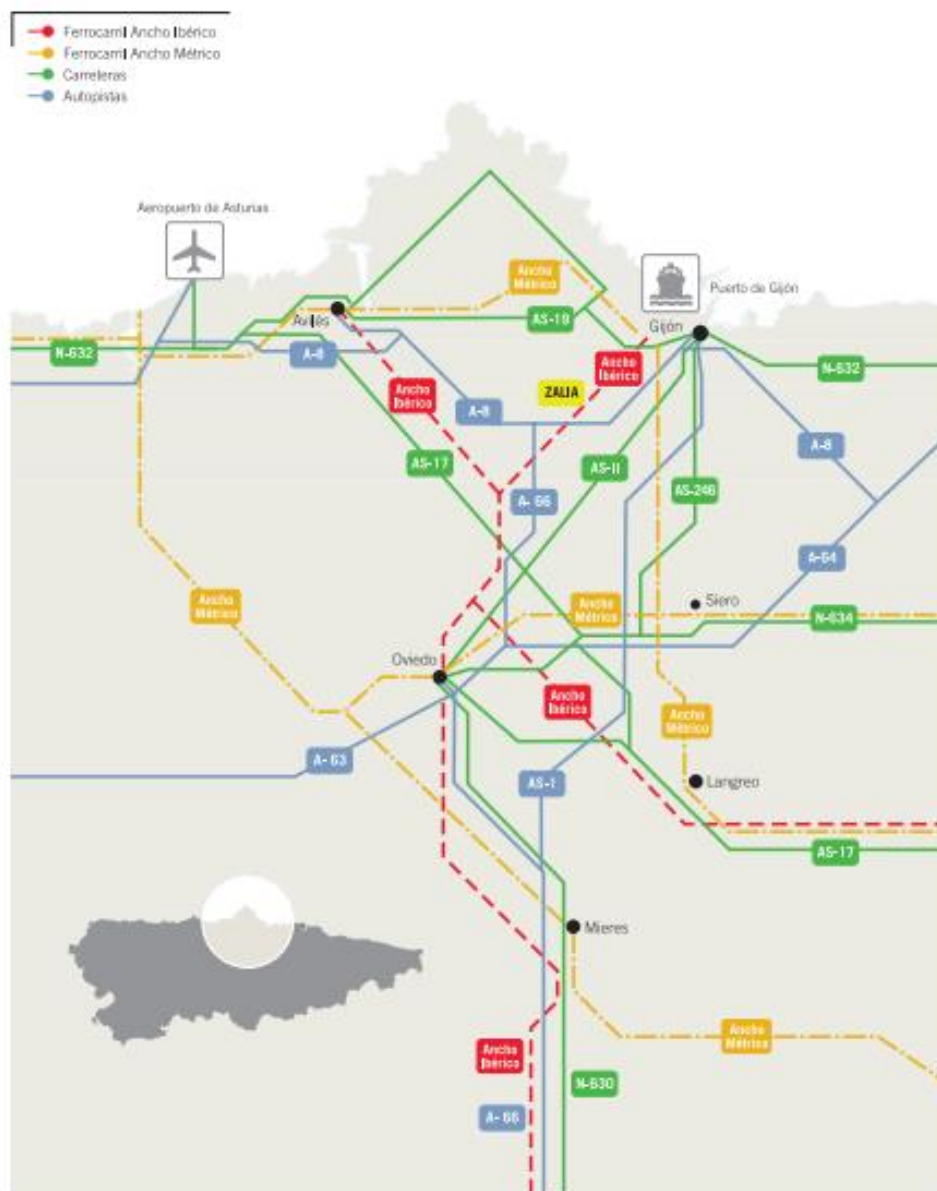 Ferrocarril Ancho Ibérico
Ferrocarril Ancho Métrico
Carreleras
Autopistas
Aeropuerto de Asturias
Ancho
Métrico
Puerto de Gijón
Avilés
AS-19
Gijón
N-632
A-8
Ancho
Ibérico
Ancho
Ibérico
N-632
ZALIA
A-8
A-8
AS-17
AS-II
AS-246
A- 66
A-64
Ancho
Métrico
Ancho
Métrico
Siero
N-634
Oviedo
Ancho
Ibérico
Ancho
Métrico
A- 63
AS-1
Langreo
AS-17
Mieres
Ancho
Ibérico
Ancho
Métrico
N-630
A- 66